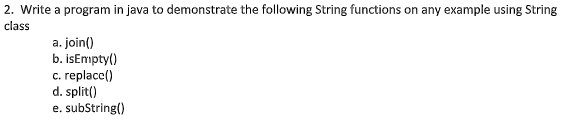 2. Write a program in java to demonstrate the following String functions on any example using String
class
a. join()
b. isEmpty()
c. replace()
d. split()
e. subString()